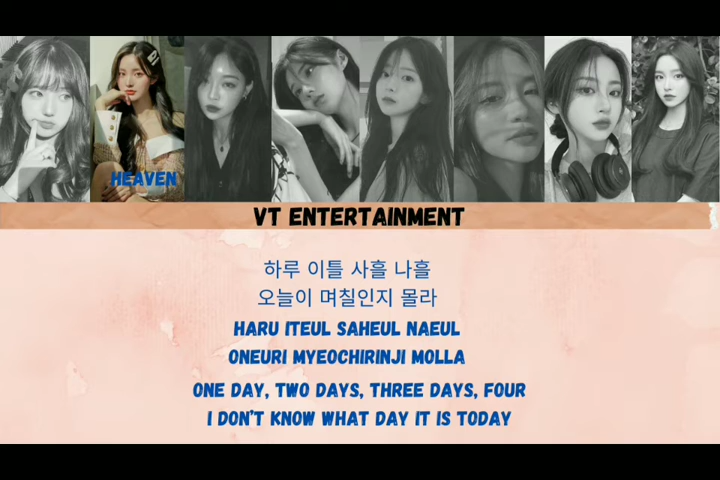 HEAVEN
VT ENTERTAINMENT
하루 이틀 사흘 나흘
오늘이 며칠인지 몰라
HARU ITEUL SAHEUL NAEUL
ONEURI MYEOCHIRINJI MOLLA
ONE DAY, TWO DAYS, THREE DAYS, FOUR
I DON'T KNOW WHAT DAY IT IS TODAY